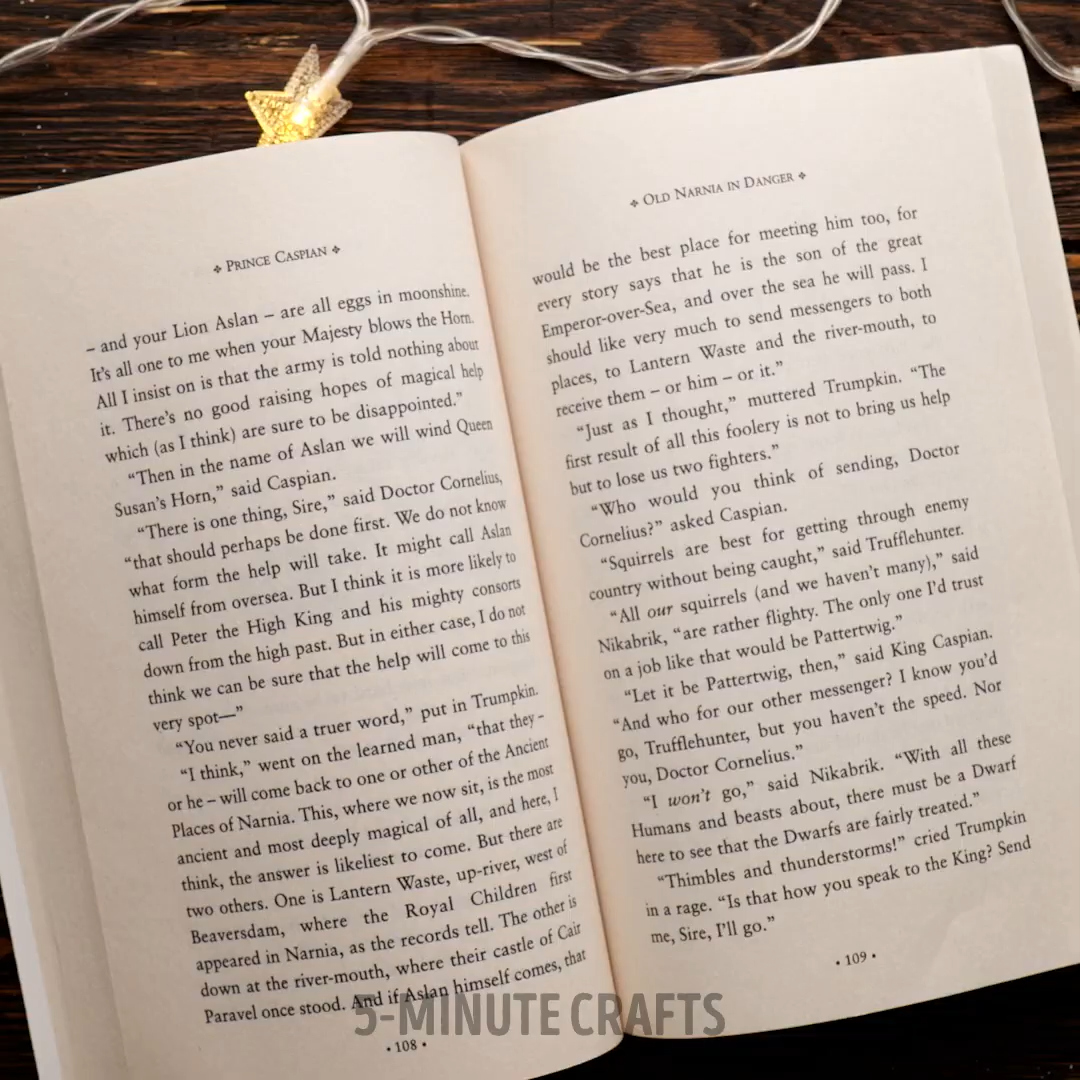 ❖ PRINCE CASPIAN ❖
– and your Lion Aslan – are all eggs in moonshine.
It's all one to me when your Majesty blows the Horn.
All I insist on is that the army is told nothing about
it. There's no good raising hopes of magical help
which (as I think) are sure to be disappointed.”
“Then in the name of Aslan we will wind Queen
Susan's Horn,” said Caspian.
“There is one thing, Sire,” said Doctor Cornelius,
“that should perhaps be done first. We do not know
what form the help will take. It might call Aslan
himself from oversea. But I think it is more likely to
call Peter the High King and his mighty consorts
down from the high past. But in either case, I do not
think we can be sure that the help will come to this
very spot—”
“You never said a truer word,” put in Trumpkin.
“I think,” went on the learned man, “that they –
or he – will come back to one or other of the Ancient
Places of Narnia. This, where we now sit, is the most
ancient and most deeply magical of all, and here, I
think, the answer is likeliest to come. But there are
two others. One is Lantern Waste, up-river, west of
Beaversdam, where the Royal Children first
appeared in Narnia, as the records tell. The other is
down at the river-mouth, where their castle of Cair
Paravel once stood. And if Aslan himself comes, that
• 108 •
❖ OLD NARNIA IN DANGER ❖
would be the best place for meeting him too, for
every story says that he is the son of the great
Emperor-over-Sea, and over the sea he will pass. I
should like very much to send messengers to both
places, to Lantern Waste and the river-mouth, to
receive them – or him – or it.”
“Just as I thought,” muttered Trumpkin. “The
first result of all this foolery is not to bring us help
but to lose us two fighters.”
“Who would you think of sending, Doctor
Cornelius?” asked Caspian.
“Squirrels are best for getting through enemy
country without being caught,” said Trufflehunter.
“All our squirrels (and we haven't many),” said
Nikabrik, “are rather flighty. The only one I'd trust
on a job like that would be Pattertwig.”
“Let it be Pattertwig, then,” said King Caspian.
“And who for our other messenger? I know you'd
go, Trufflehunter, but you haven't the speed. Nor
you, Doctor Cornelius.”
“I won't go,” said Nikabrik. “With all these
Humans and beasts about, there must be a Dwarf
here to see that the Dwarfs are fairly treated.”
“Thimbles and thunderstorms!” cried Trumpkin
in a rage. “Is that how you speak to the King? Send
me, Sire, I'll go.”
• 109 •
5-MINUTE CRAFTS